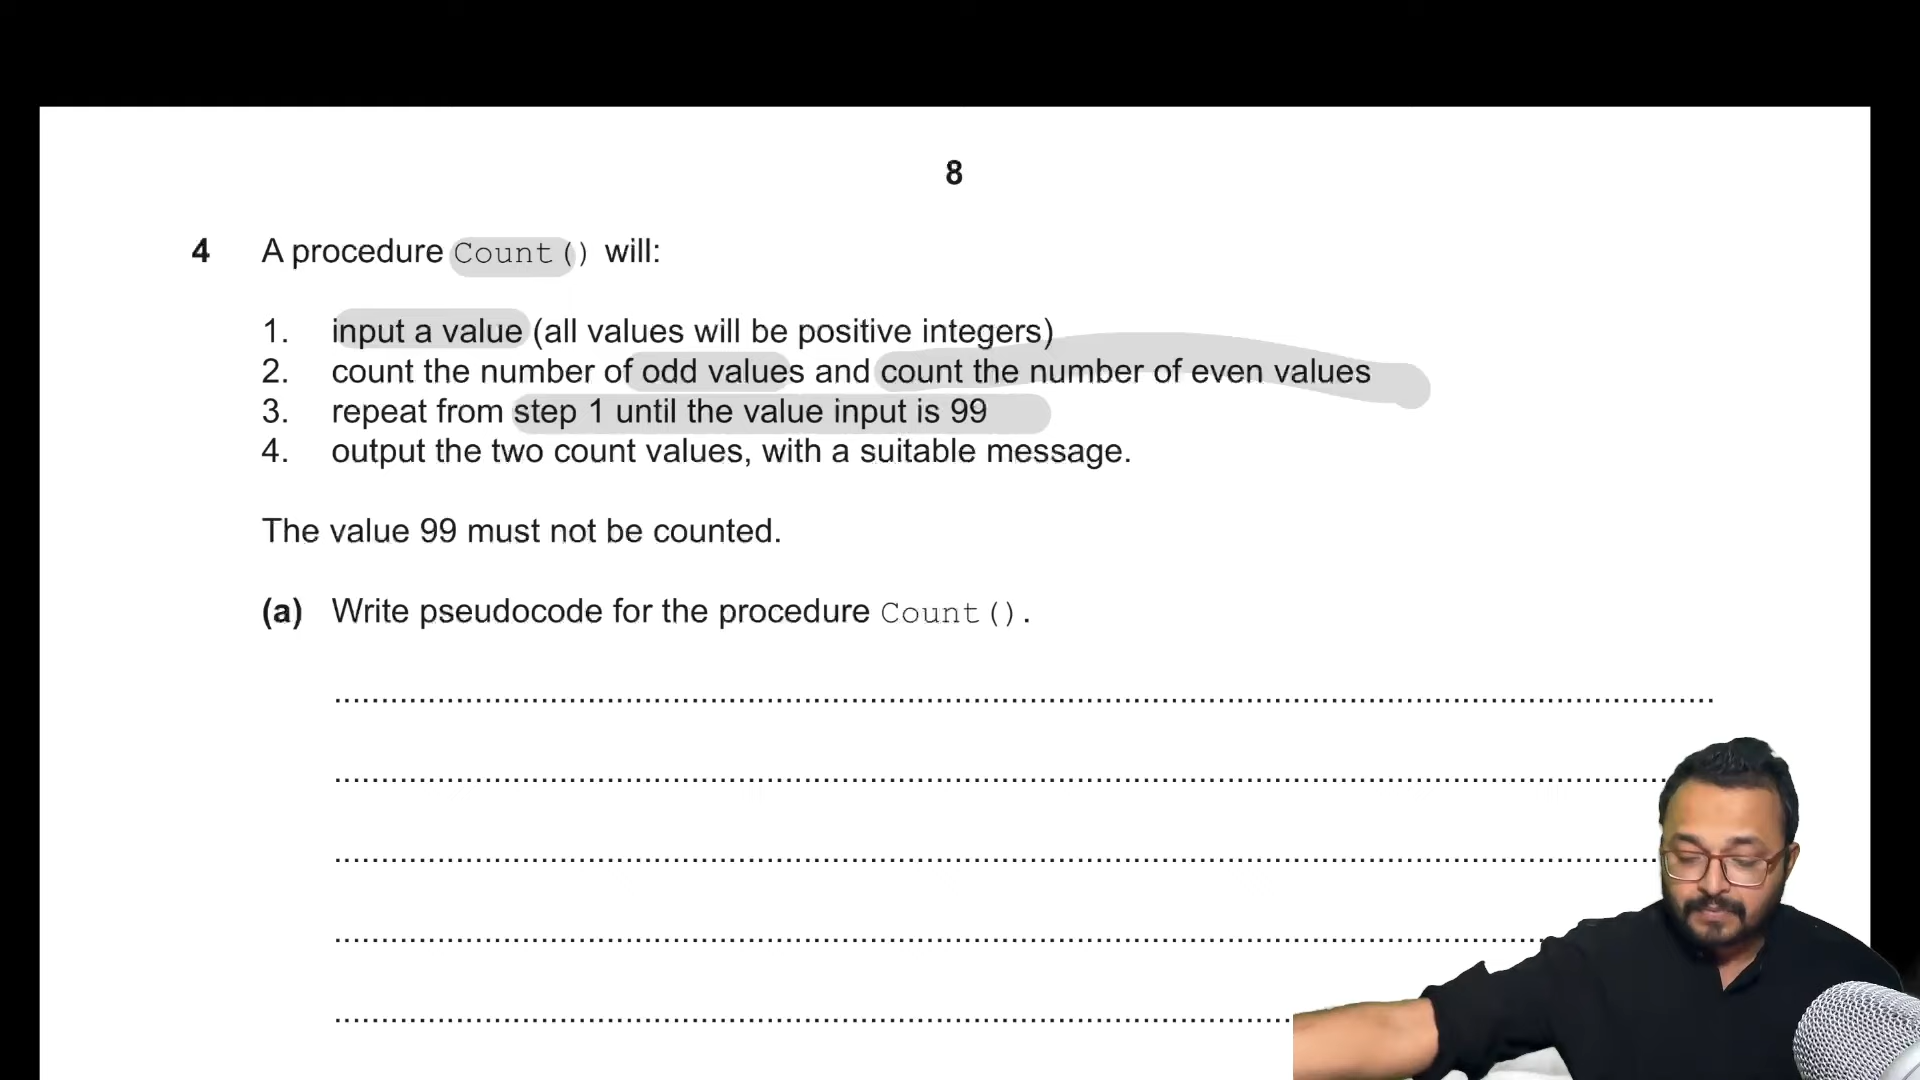 8
4 A procedure Count() will:
1. input a value (all values will be positive integers)
2. count the number of odd values and count the number of even values
3. repeat from step 1 until the value input is 99
4. output the two count values, with a suitable message.
The value 99 must not be counted.
(a) Write pseudocode for the procedure Count().